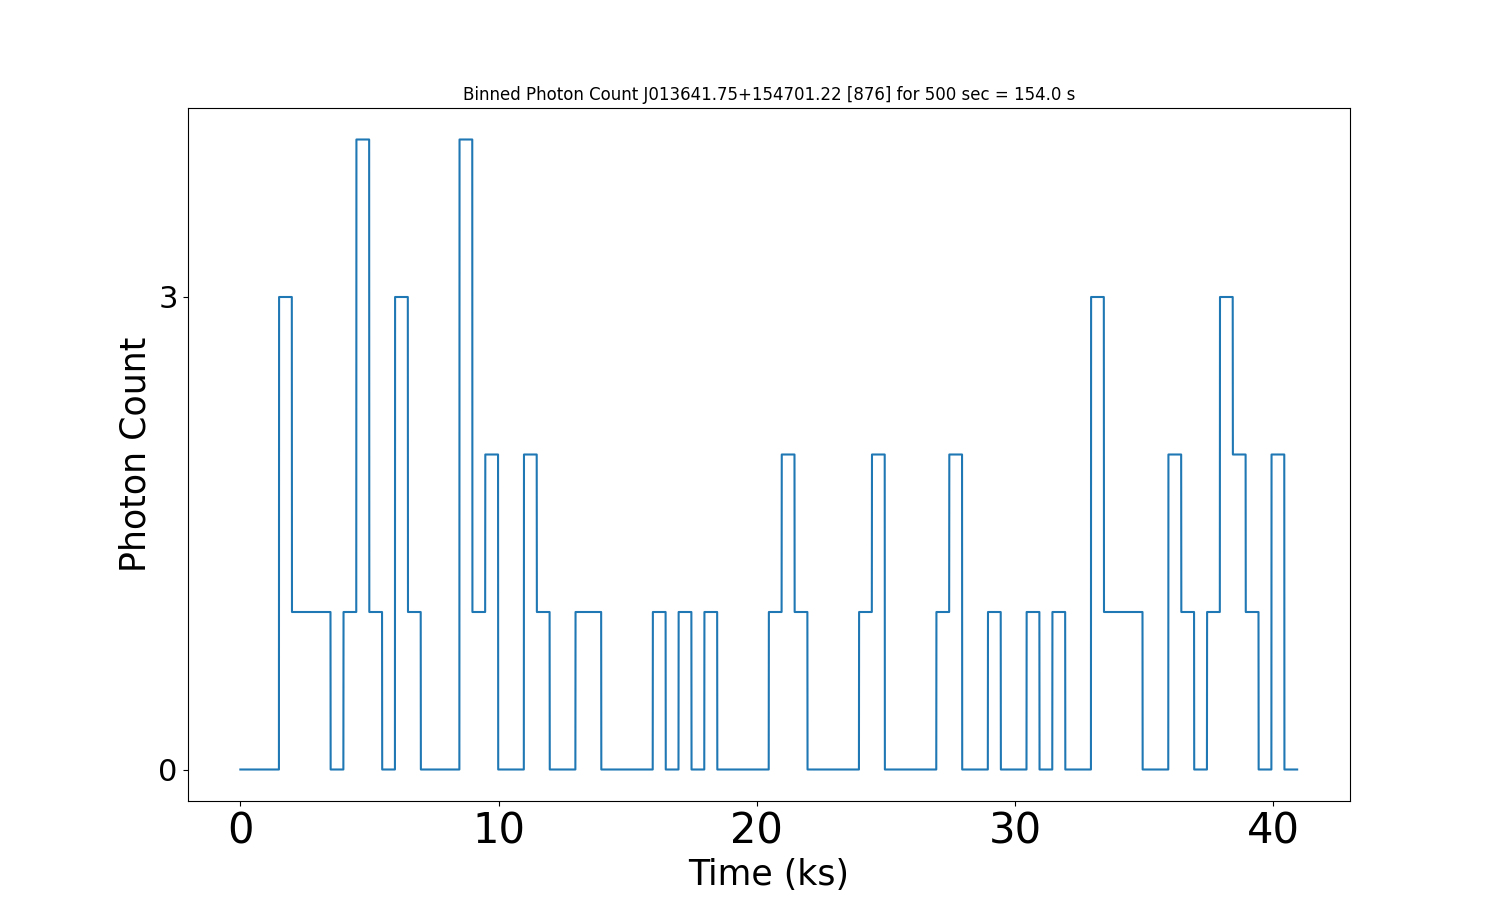 Binned Photon Count J013641.75+154701.22 [876] for 500 sec = 154.0 s
Photon Count
3
0
0 10 20 30 40
Time (ks)